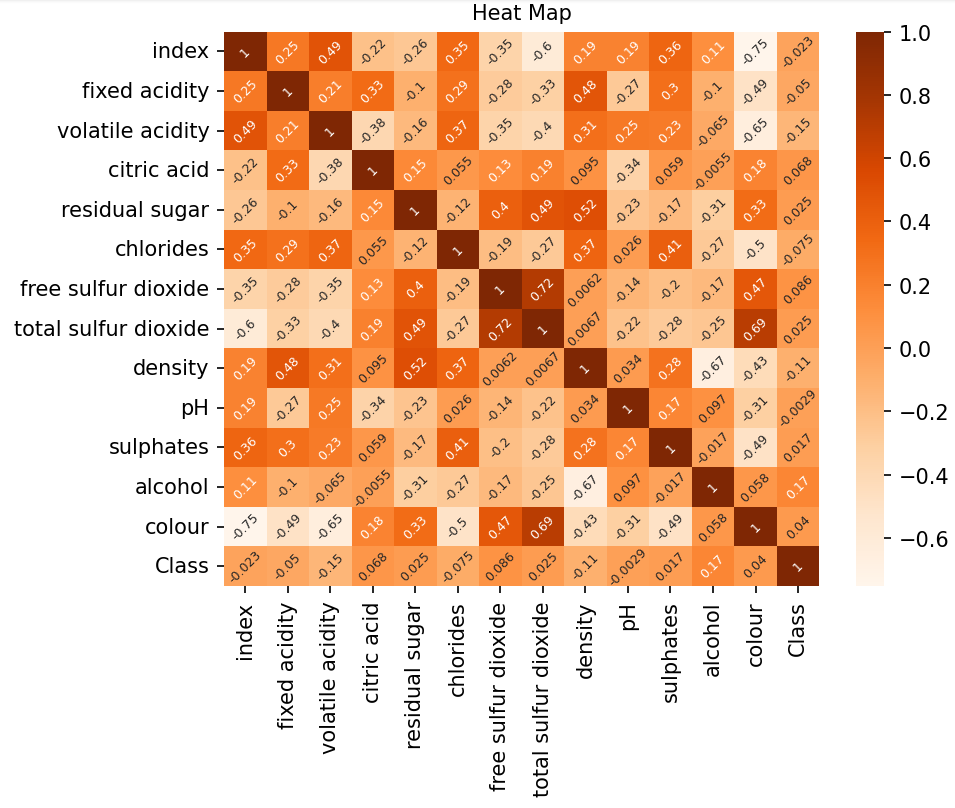 Heat Map
index 1 0.25 0.49 -0.22 -0.26 0.35 -0.35 -0.6 0.19 0.19 0.36 0.11 -0.75 -0.023
fixed acidity 0.25 1 0.21 0.33 -0.1 0.29 -0.28 -0.33 0.48 -0.27 0.3 -0.1 -0.49 -0.05
volatile acidity 0.49 0.21 1 -0.38 -0.16 0.37 -0.35 -0.4 0.31 0.25 0.23 -0.065 -0.65 -0.15
citric acid -0.22 0.33 -0.38 1 0.15 0.055 0.13 0.19 0.095 -0.34 0.059 -0.0055 0.18 0.068
residual sugar -0.26 -0.1 -0.16 0.15 1 -0.12 0.4 0.49 0.52 -0.23 -0.17 -0.31 0.33 0.025
chlorides 0.35 0.29 0.37 0.055 -0.12 1 -0.19 -0.27 0.37 0.026 0.41 -0.27 -0.5 -0.075
free sulfur dioxide -0.35 -0.28 -0.35 0.13 0.4 -0.19 1 0.72 0.0062 -0.14 -0.2 -0.17 0.47 0.086
total sulfur dioxide -0.6 -0.33 -0.4 0.19 0.49 -0.27 0.72 1 0.0067 -0.22 -0.28 -0.25 0.69 0.025
density 0.19 0.48 0.31 0.095 0.52 0.37 0.0062 0.0067 1 0.034 0.28 -0.67 -0.43 -0.11
pH 0.19 -0.27 0.25 -0.34 -0.23 0.026 -0.14 -0.22 0.034 1 0.17 0.097 -0.31 -0.0029
sulphates 0.36 0.3 0.23 0.059 -0.17 0.41 -0.2 -0.28 0.28 0.17 1 -0.017 -0.49 0.017
alcohol 0.11 -0.1 -0.065 -0.0055 -0.31 -0.27 -0.17 -0.25 -0.67 0.097 -0.017 1 0.058 0.17
colour -0.75 -0.49 -0.65 0.18 0.33 -0.5 0.47 0.69 -0.43 -0.31 -0.49 0.058 1 0.04
Class -0.023 -0.05 -0.15 0.068 0.025 -0.075 0.086 0.025 -0.11 -0.0029 0.017 0.17 0.04 1
index
fixed acidity
volatile acidity
citric acid
residual sugar
chlorides
free sulfur dioxide
total sulfur dioxide
density
pH
sulphates
alcohol
colour
Class
1.0
0.8
0.6
0.4
0.2
0.0
−0.2
−0.4
−0.6